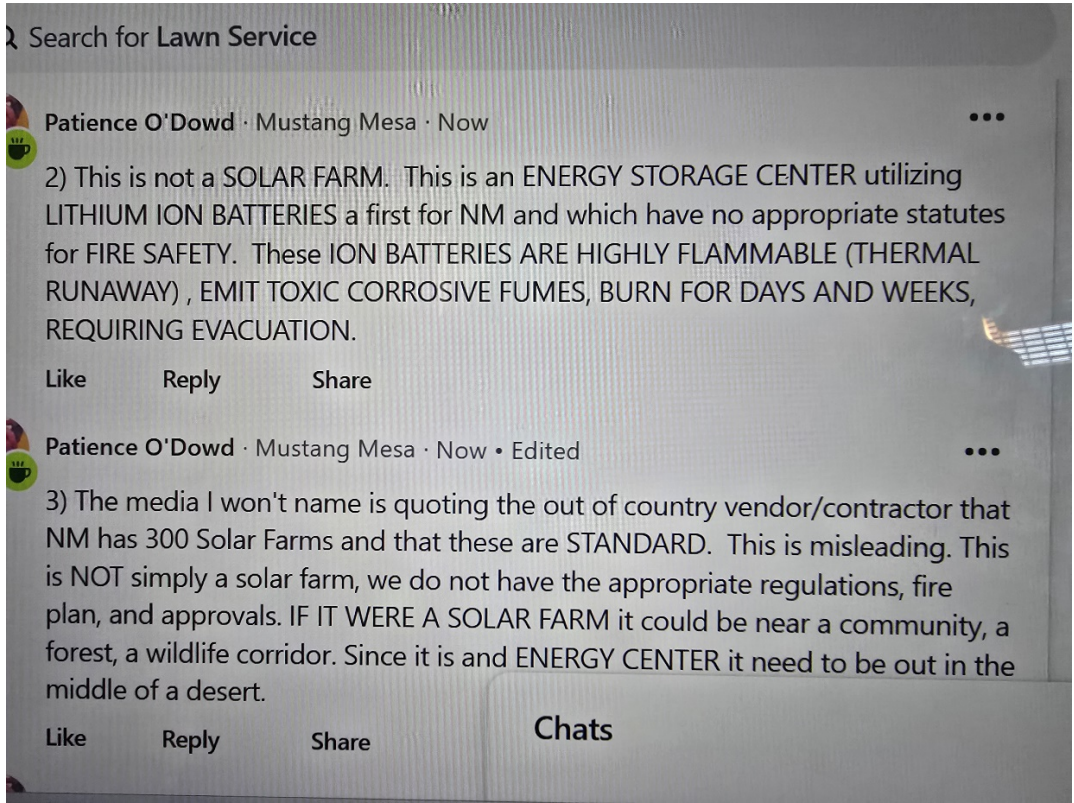 Search for Lawn Service
Patience O'Dowd · Mustang Mesa · Now
2) This is not a SOLAR FARM. This is an ENERGY STORAGE CENTER utilizing
LITHIUM ION BATTERIES a first for NM and which have no appropriate statutes
for FIRE SAFETY. These ION BATTERIES ARE HIGHLY FLAMMABLE (THERMAL
RUNAWAY) , EMIT TOXIC CORROSIVE FUMES, BURN FOR DAYS AND WEEKS,
REQUIRING EVACUATION.
Like Reply Share
Patience O'Dowd · Mustang Mesa · Now • Edited
3) The media I won't name is quoting the out of country vendor/contractor that
NM has 300 Solar Farms and that these are STANDARD. This is misleading. This
is NOT simply a solar farm, we do not have the appropriate regulations, fire
plan, and approvals. IF IT WERE A SOLAR FARM it could be near a community, a
forest, a wildlife corridor. Since it is and ENERGY CENTER it need to be out in the
middle of a desert.
Like Reply Share
Chats